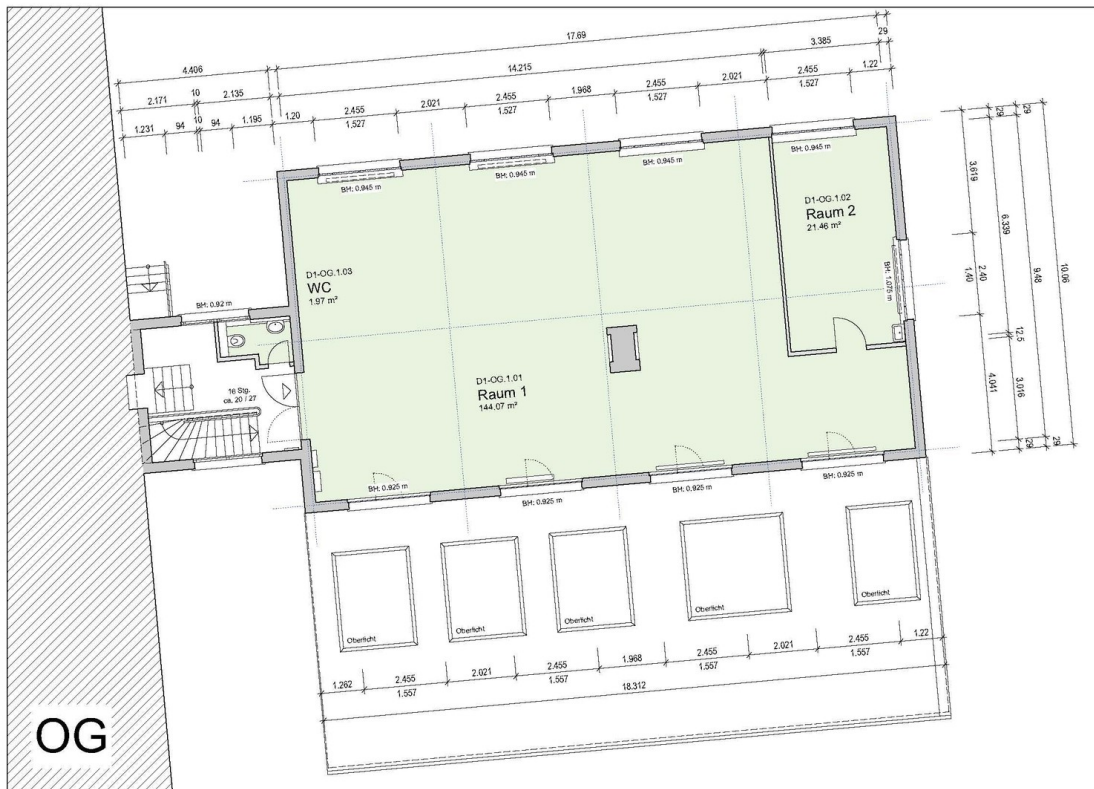 17.69
29
4.406
14.215
3.385
2.171
10
2.135
2.455
2.021
2.455
1.968
2.455
2.021
2.455
1.22
1.231
94
10
94
1.195
1.20
1.527
1.527
1.527
1.527
BH: 0.945 m
BH: 0.945 m
BH: 0.945 m
BH: 0.945 m
29
29
3.619
6.339
10.06
D1-OG.1.02
Raum 2
21.46 m²
D1-OG.1.03
WC
1.97 m²
BH: 1.075 m
1.40
2.40
9.48
BH: 0.92 m
12.5
D1-OG.1.01
Raum 1
144.07 m²
16 Stg.
ca. 20 / 27
4.041
3.016
29
29
BH: 0.925 m
BH: 0.925 m
BH: 0.925 m
BH: 0.925 m
Oberlicht
Oberlicht
Oberlicht
Oberlicht
Oberlicht
1.262
2.455
2.021
2.455
1.968
2.455
2.021
2.455
1.22
1.557
1.557
1.557
1.557
18.312
OG